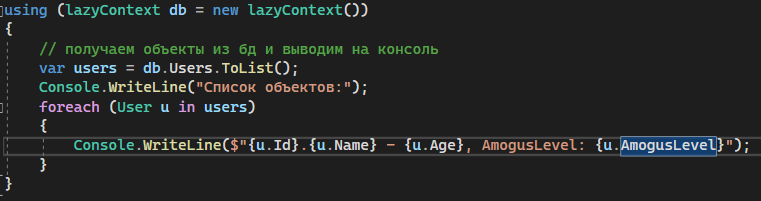 using (lazyContext db = new lazyContext())
{
// получаем объекты из бд и выводим на консоль
var users = db.Users.ToList();
Console.WriteLine("Список объектов:");
foreach (User u in users)
{
Console.WriteLine($"{u.Id}.{u.Name} - {u.Age}, AmogusLevel: {u.AmogusLevel}");
}
}